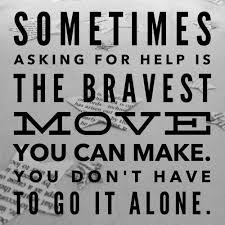 SOMETIMES
ASKING FOR HELP IS
THE BRAVEST
MOVE
YOU CAN MAKE.
YOU DON'T HAVE
TO GO IT ALONE.